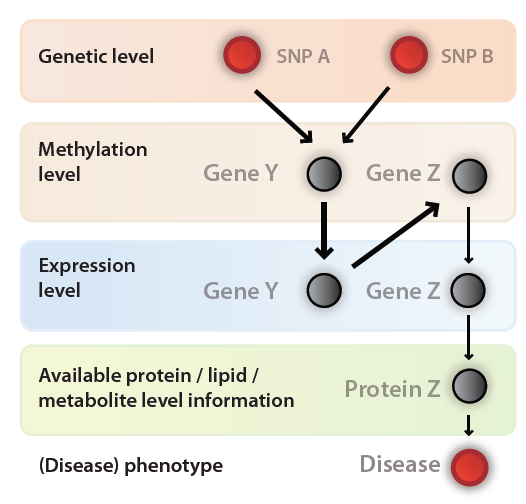 Genetic level
SNP A
SNP B
Methylation
level
Gene Y
Gene Z
Expression
level
Gene Y
Gene Z
Available protein / lipid /
metabolite level information
Protein Z
(Disease) phenotype
Disease